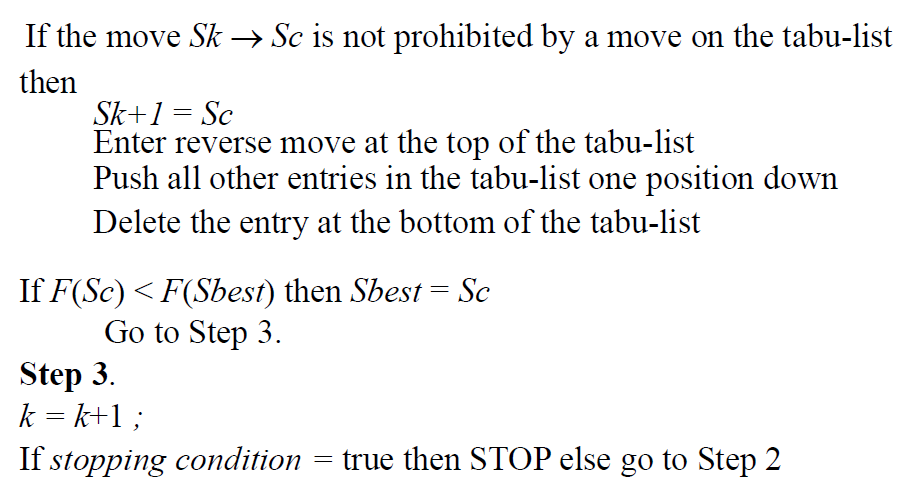 If the move Sk → Sc is not prohibited by a move on the tabu-list
then
Sk+1 = Sc
Enter reverse move at the top of the tabu-list
Push all other entries in the tabu-list one position down
Delete the entry at the bottom of the tabu-list
If F(Sc) < F(Sbest) then Sbest = Sc
Go to Step 3.
Step 3.
k = k+1 ;
If stopping condition = true then STOP else go to Step 2